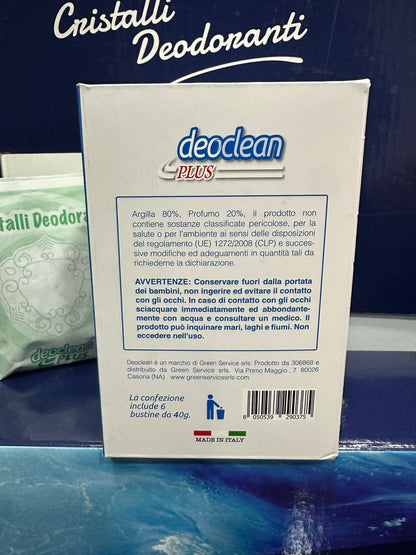 Cristalli
Deodoranti
deoclean
PLUS
Argilla 80%, Profumo 20%, il prodotto non
contiene sostanze classificate pericolose, per la
salute o per l'ambiente ai sensi delle disposizioni
del regolamento (UE) 1272/2008 (CLP) e succes-
sive modifiche ed adeguamenti in quantità tali da
richiederne la dichiarazione.
AVVERTENZE: Conservare fuori dalla portata
dei bambini, non ingerire ed evitare il contatto
con gli occhi. In caso di contatto con gli occhi
sciacquare immediatamente ed abbondante-
mente con acqua e consultare un medico. Il
prodotto può inquinare mari, laghi e fiumi. Non
eccedere nell'uso.
Deoclean è un marchio di Green Service srls. Prodotto da 306868 e
distribuito da Green Service srls, Via Primo Maggio , 7 80026
Casoria (NA) www.greenservicesrls.com
La confezione
include 6
bustine da 40g.
8 050539 290375
MADE IN ITALY
stalli Deodora
deoclean
PLUS